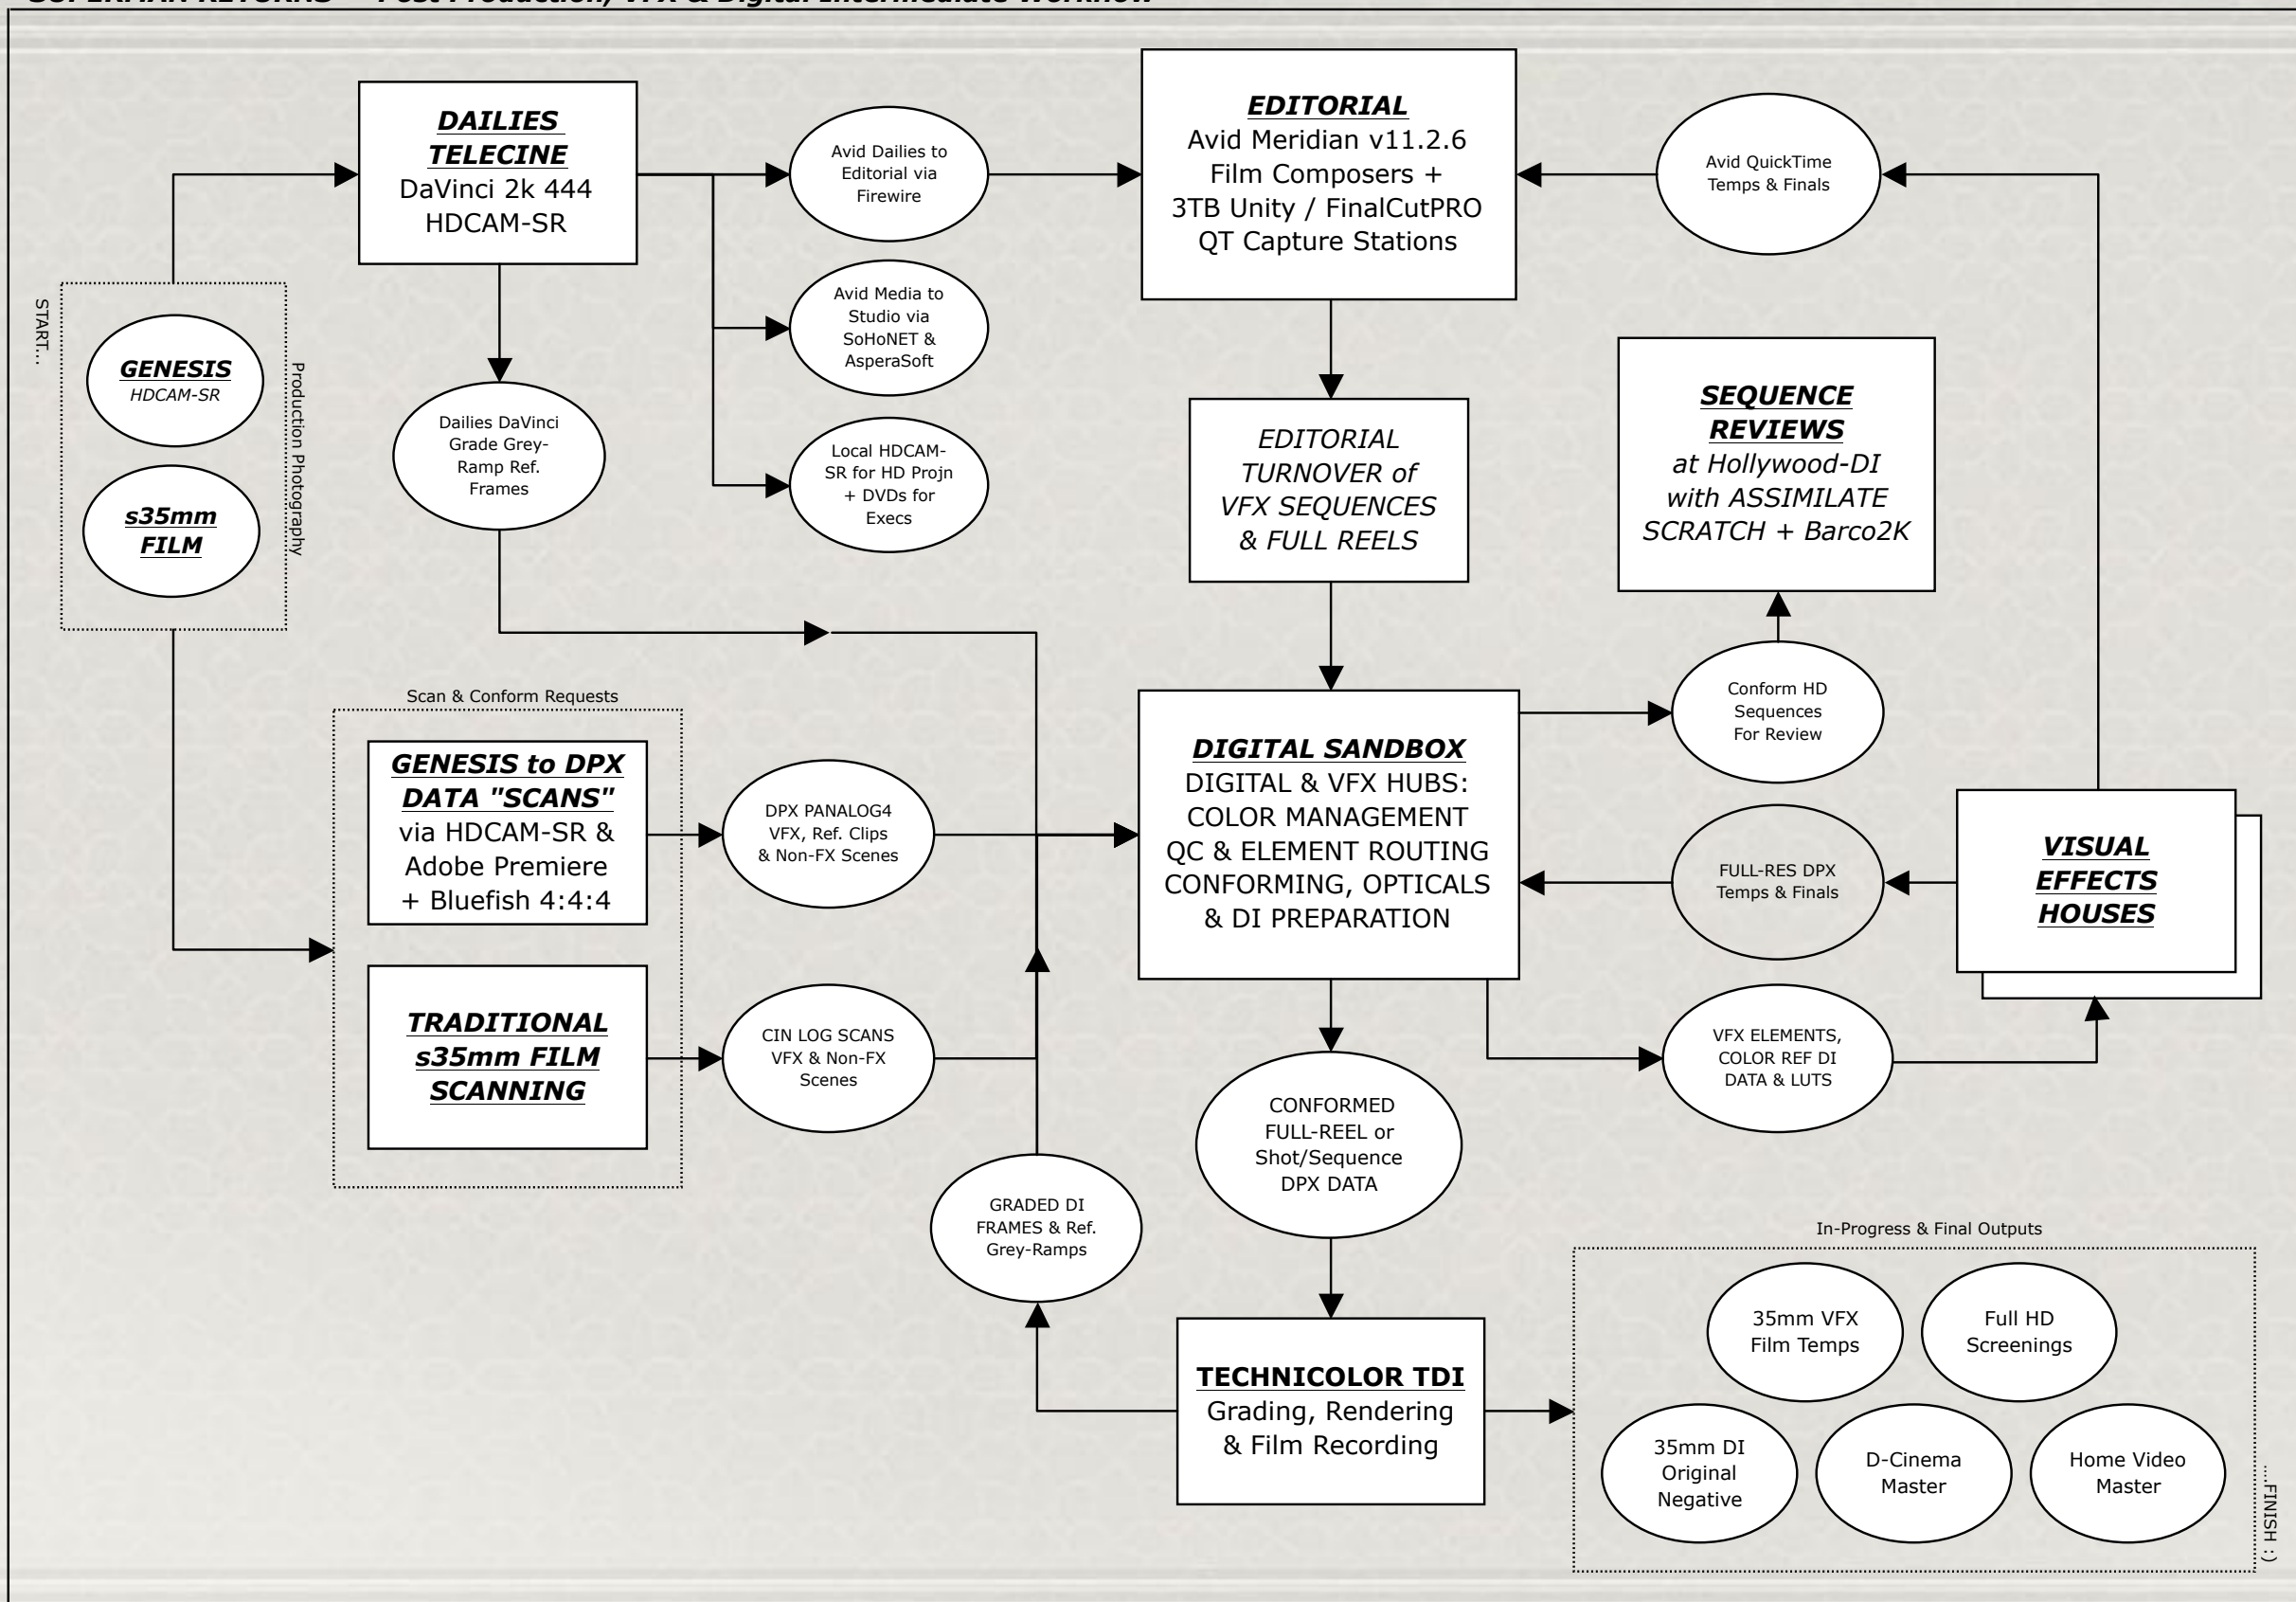 SUPERMAN RETURNS – Post Production, VFX & Digital Intermediate Workflow
START...
Production Photography
GENESIS
HDCAM-SR
s35mm
FILM
DAILIES
TELECINE
DaVinci 2k 444
HDCAM-SR
Avid Dailies to
Editorial via
Firewire
Avid Media to
Studio via
SoHoNET &
AsperaSoft
Local HDCAM-
SR for HD Projn
+ DVDs for
Execs
Dailies DaVinci
Grade Grey-
Ramp Ref.
Frames
EDITORIAL
Avid Meridian v11.2.6
Film Composers +
3TB Unity / FinalCutPRO
QT Capture Stations
Avid QuickTime
Temps & Finals
EDITORIAL
TURNOVER of
VFX SEQUENCES
& FULL REELS
SEQUENCE
REVIEWS
at Hollywood-DI
with ASSIMILATE
SCRATCH + Barco2K
Scan & Conform Requests
GENESIS to DPX
DATA "SCANS"
via HDCAM-SR &
Adobe Premiere
+ Bluefish 4:4:4
TRADITIONAL
s35mm FILM
SCANNING
DPX PANALOG4
VFX, Ref. Clips
& Non-FX Scenes
CIN LOG SCANS
VFX & Non-FX
Scenes
DIGITAL SANDBOX
DIGITAL & VFX HUBS:
COLOR MANAGEMENT
QC & ELEMENT ROUTING
CONFORMING, OPTICALS
& DI PREPARATION
Conform HD
Sequences
For Review
FULL-RES DPX
Temps & Finals
VFX ELEMENTS,
COLOR REF DI
DATA & LUTS
VISUAL
EFFECTS
HOUSES
CONFORMED
FULL-REEL or
Shot/Sequence
DPX DATA
GRADED DI
FRAMES & Ref.
Grey-Ramps
TECHNICOLOR TDI
Grading, Rendering
& Film Recording
In-Progress & Final Outputs
35mm VFX
Film Temps
Full HD
Screenings
35mm DI
Original
Negative
D-Cinema
Master
Home Video
Master
...FINISH :)